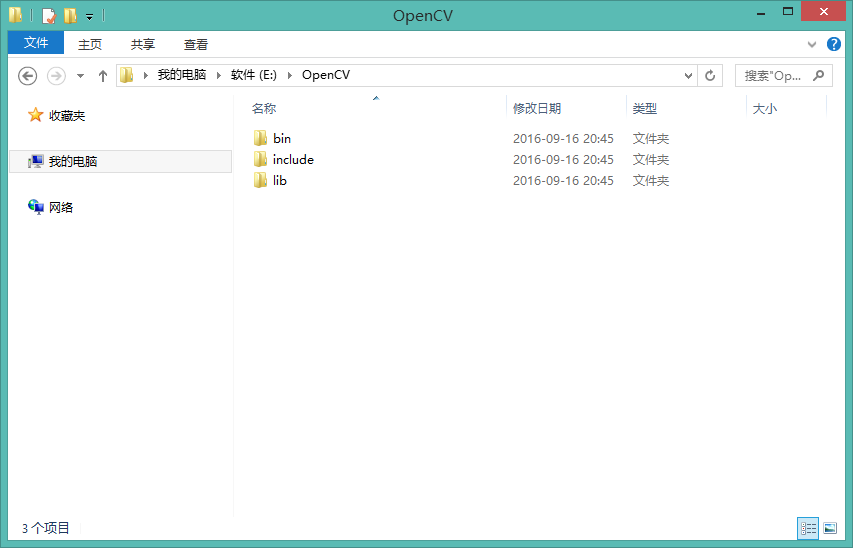 OpenCV
文件 主页 共享 查看
我的电脑 软件 (E:) OpenCV 搜索"Op...
名称 修改日期 类型 大小
收藏夹
我的电脑
网络
bin 2016-09-16 20:45 文件夹
include 2016-09-16 20:45 文件夹
lib 2016-09-16 20:45 文件夹
3 个项目